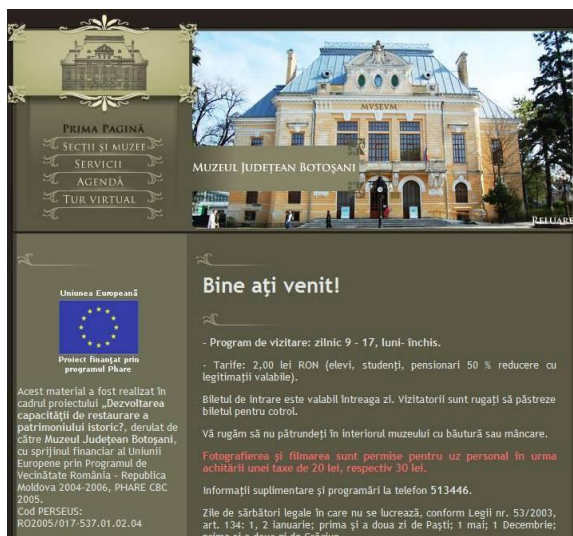 PRIMA PAGINĂ
SECŢII ŞI MUZEE
SERVICII
AGENDĂ
TUR VIRTUAL
MVSEVM
MUZEUL JUDEŢEAN BOTOŞANI
RELUARE
Uniunea Europeană
Proiect finanţat prin
programul Phare
Acest material a fost realizat în
cadrul proiectului „Dezvoltarea
capacităţii de restaurare a
patrimoniului istoric?, derulat de
către Muzeul Judeţean Botoşani,
cu sprijinul financiar al Uniunii
Europene prin Programul de
Vecinătate România - Republica
Moldova 2004-2006, PHARE CBC
2005.
Cod PERSEUS:
RO2005/017-537.01.02.04
Bine aţi venit!
- Program de vizitare: zilnic 9 - 17, luni- închis.
- Tarife: 2,00 lei RON (elevi, studenţi, pensionari 50 % reducere cu
legitimaţii valabile).
Biletul de intrare este valabil întreaga zi. Vizitatorii sunt rugaţi să păstreze
biletul pentru cotrol.
Vă rugăm să nu pătrundeţi în interiorul muzeului cu băutură sau mâncare.
Fotografierea şi filmarea sunt permise pentru uz personal în urma
achitării unei taxe de 20 lei, respectiv 30 lei.
Informaţii suplimentare şi programări la telefon 513446.
Zile de sărbători legale în care nu se lucrează, conform Legii nr. 53/2003,
art. 134: 1, 2 ianuarie; prima şi a doua zi de Paşti; 1 mai; 1 Decembrie;
prima şi a doua zi de Crăciun